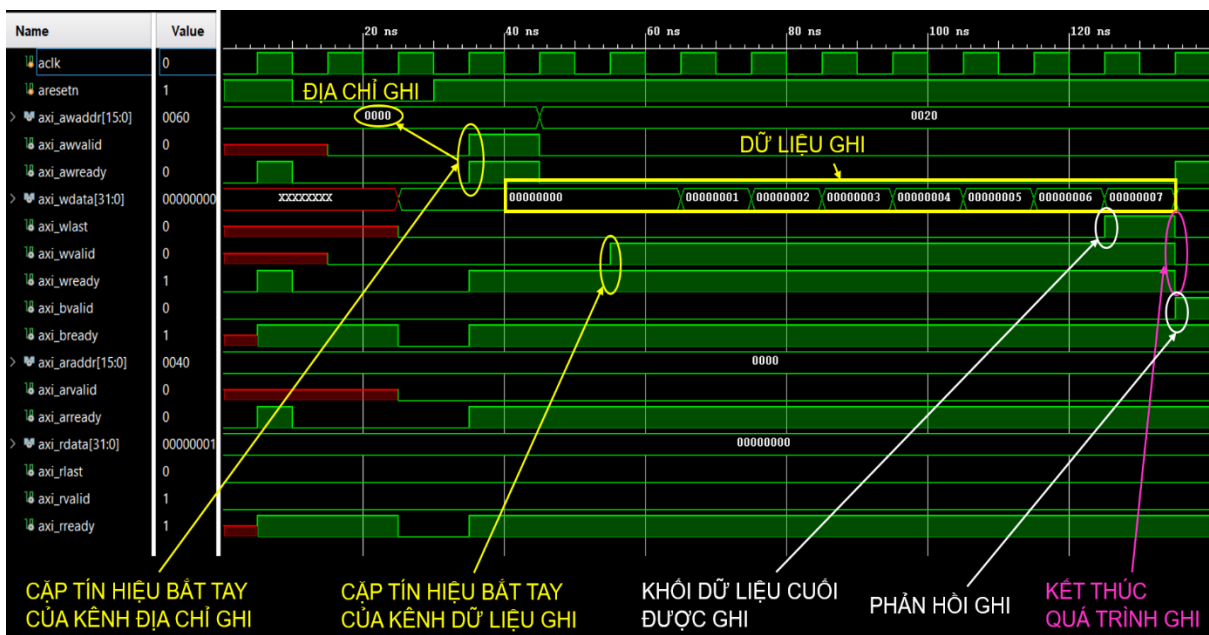 Name Value 20 ns 40 ns 60 ns 80 ns 100 ns 120 ns
aclk 0
aresetn 1
ĐỊA CHỈ GHI
axi_awaddr[15:0] 0060 0000 0020
axi_awvalid 0
DỮ LIỆU GHI
axi_awready 0
axi_wdata[31:0] 00000000 XXXXXXXX 00000000 00000001 00000002 00000003 00000004 00000005 00000006 00000007
axi_wlast 0
axi_wvalid 0
axi_wready 1
axi_bvalid 0
axi_bready 1
axi_araddr[15:0] 0040 0000
axi_arvalid 0
axi_arready 0
axi_rdata[31:0] 00000001 00000000
axi_rlast 0
axi_rvalid 1
axi_rready 1
CẶP TÍN HIỆU BẮT TAY
CỦA KÊNH ĐỊA CHỈ GHI
CẶP TÍN HIỆU BẮT TAY
CỦA KÊNH DỮ LIỆU GHI
KHỐI DỮ LIỆU CUỐI
ĐƯỢC GHI
PHẢN HỒI GHI
KẾT THÚC
QUÁ TRÌNH GHI